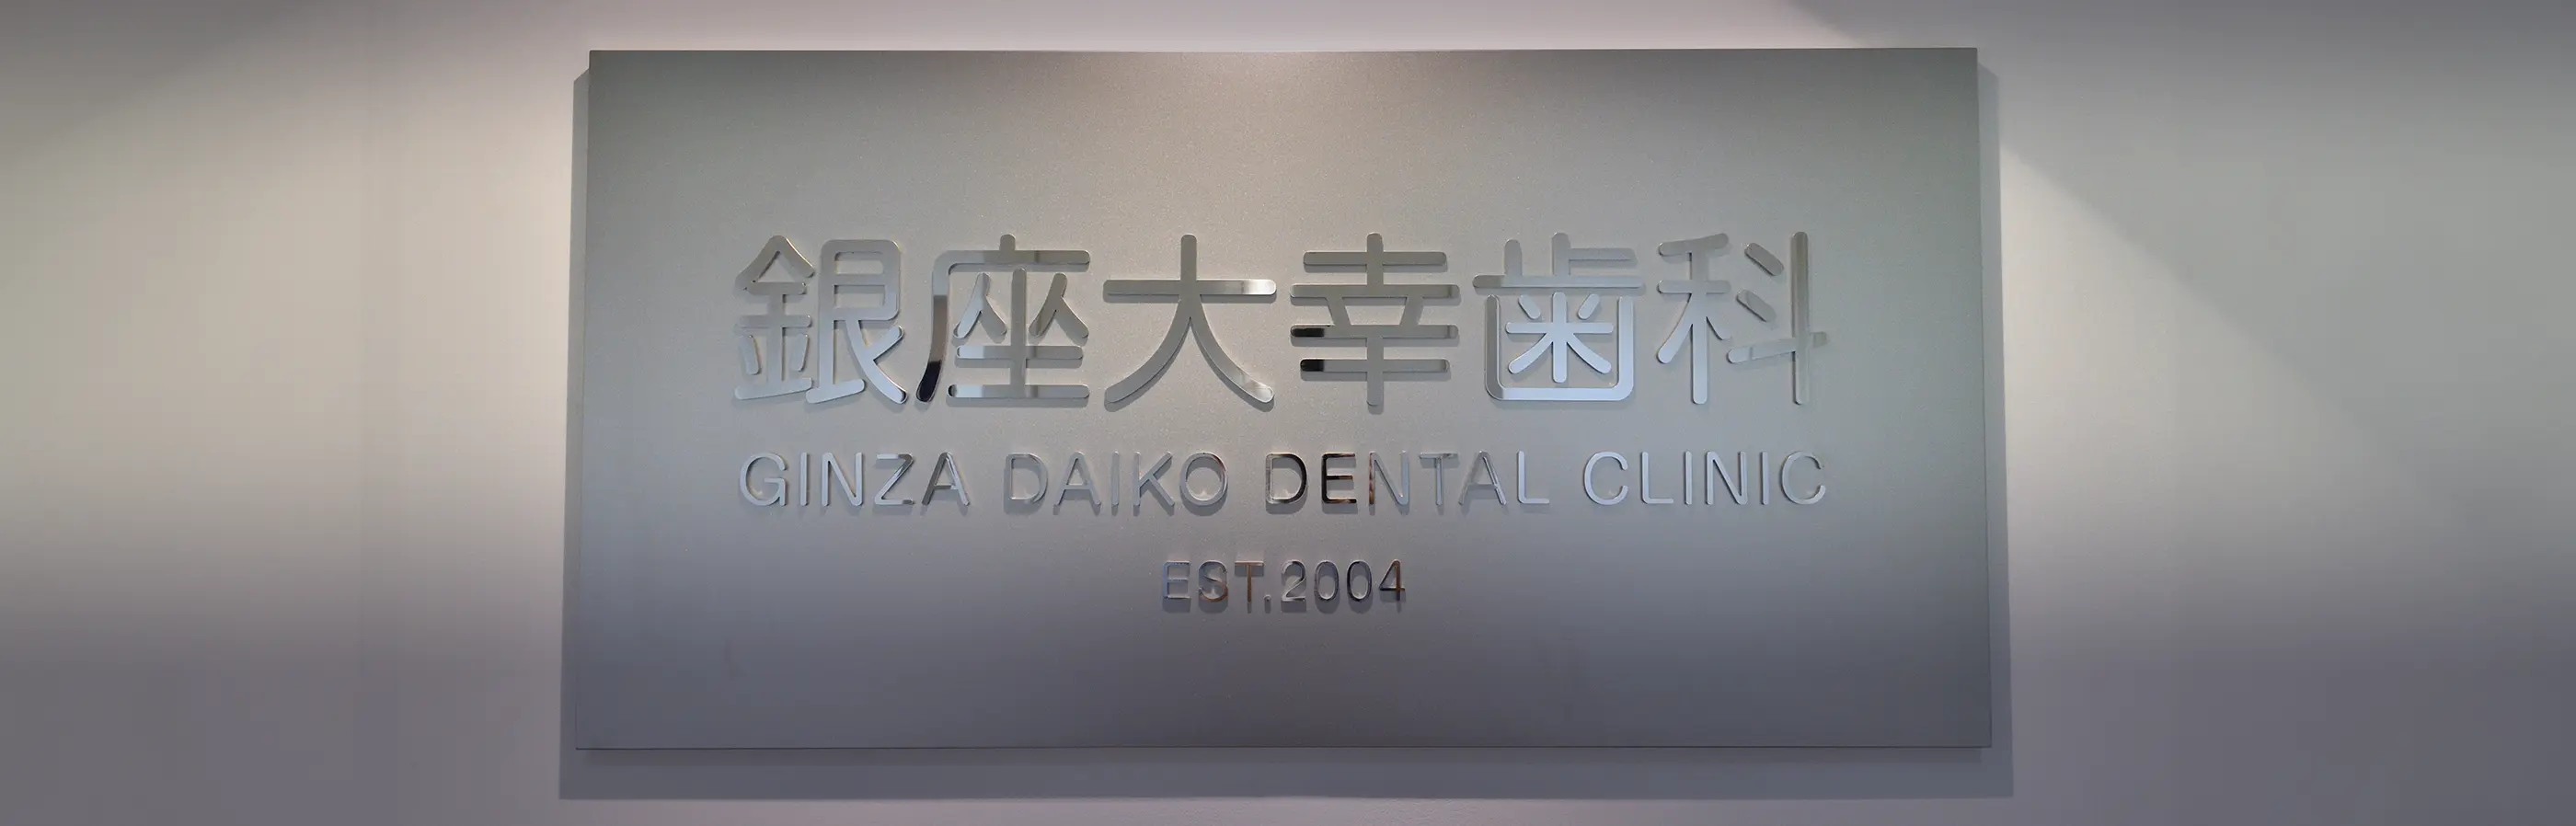 銀座大幸歯科
GINZA DAIKO DENTAL CLINIC
EST.2004